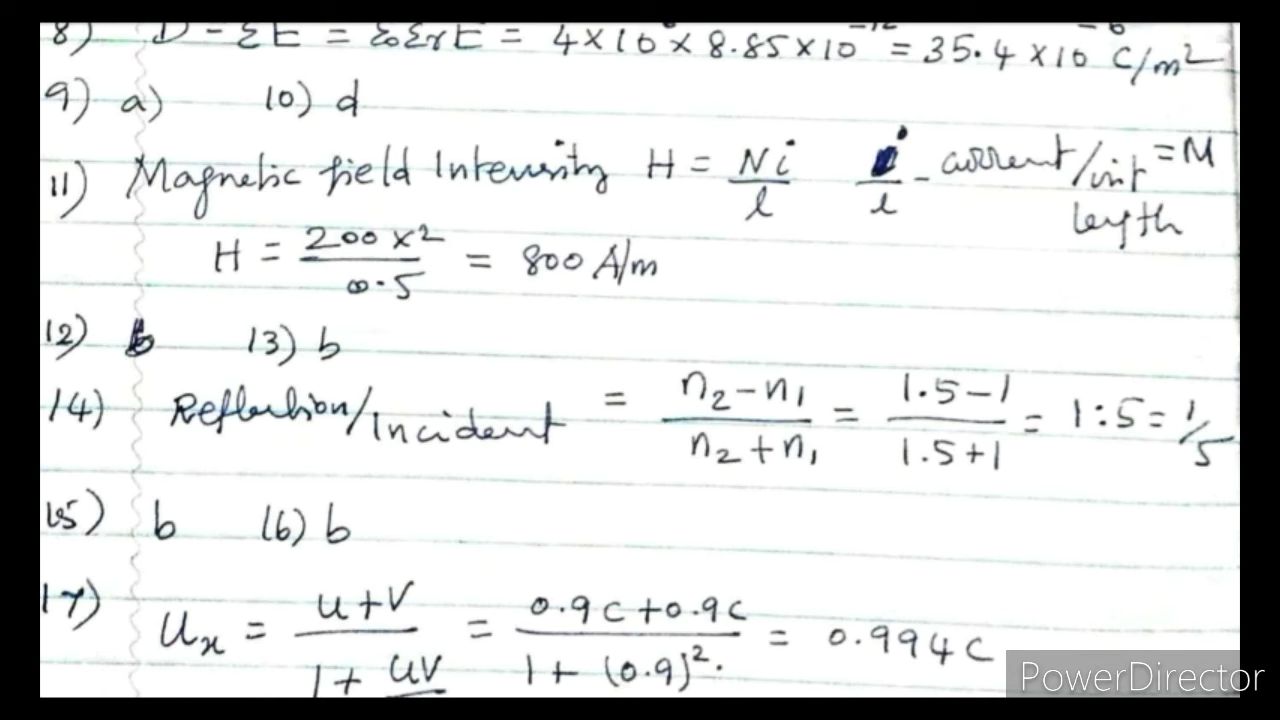 8) D = εE = ε₀εrE = 4×10⁶×8.85×10⁻¹² = 35.4×10⁻⁶ C/m²
9) a) 10) d
11) Magnetic field Intensity H = Ni/l i/l - current/unit length = M
H = 200×2/0.5 = 800 A/m
12) b 13) b
14) Reflection/Incident = n₂-n₁/n₂+n₁ = 1.5-1/1.5+1 = 1:5 = 1/5
15) b 16) b
17) Ux = u+v/1+uv = 0.9c+0.9c/1+(0.9)². = 0.994c
PowerDirector